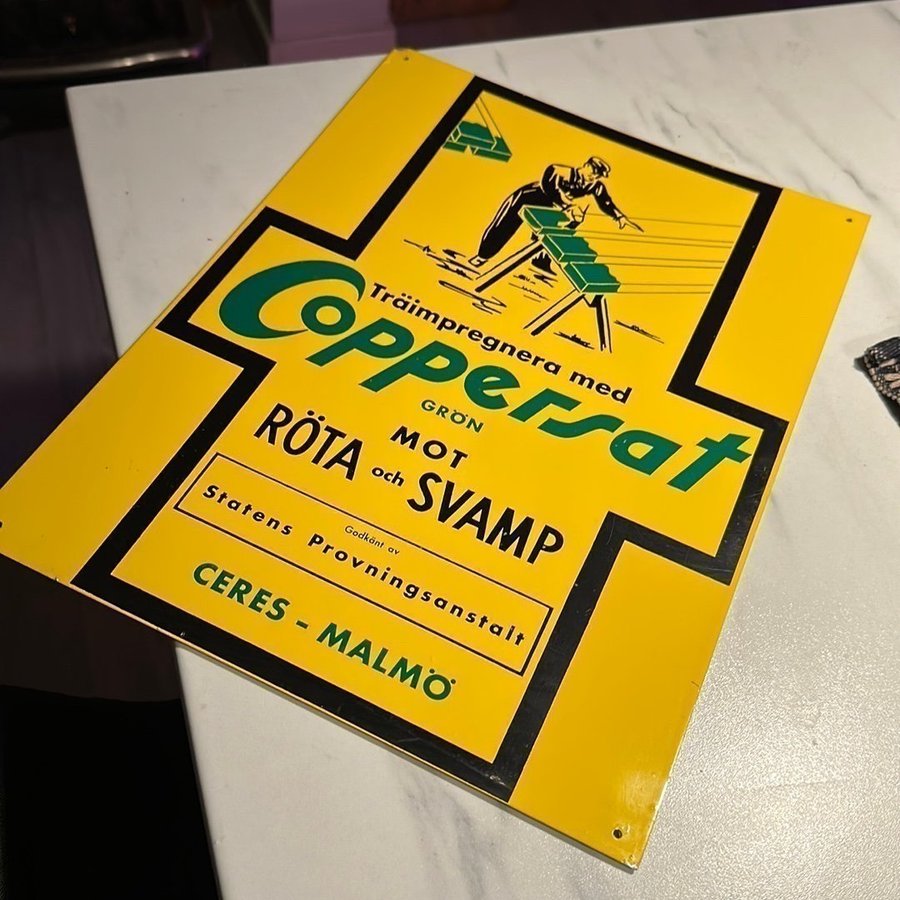 Träimpregnera med
Coppersat
GRÖN
MOT
RÖTA och SVAMP
Godkänt av
Statens Provningsanstalt
CERES - MALMÖ